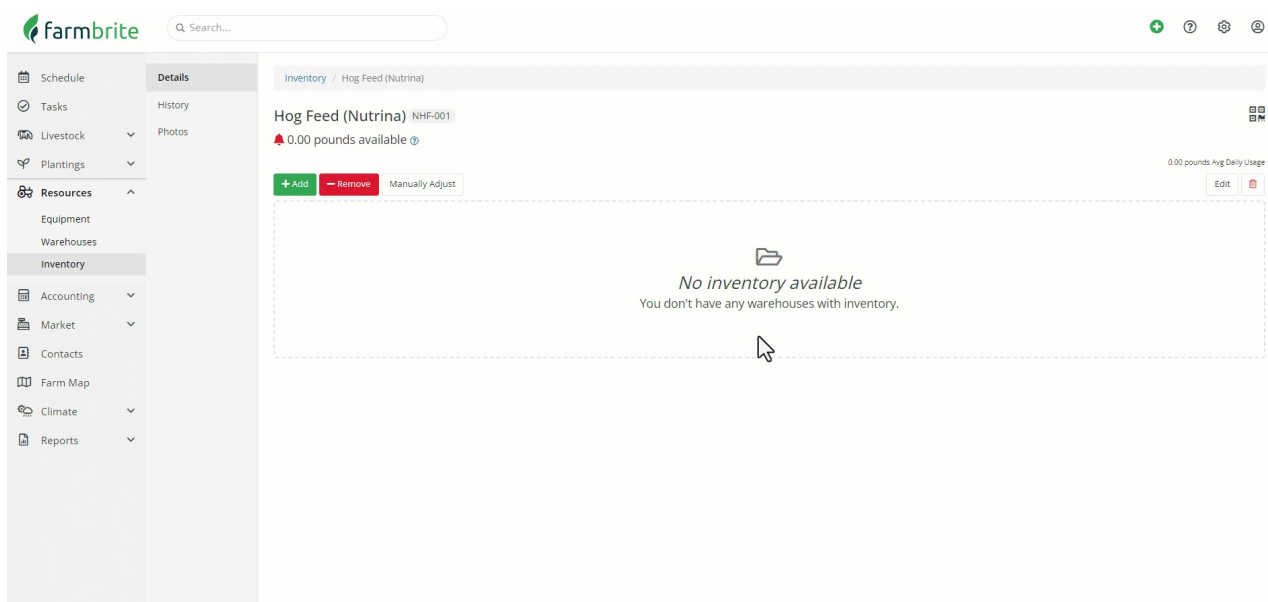 farmbrite
Search...
Schedule
Tasks
Livestock
Plantings
Resources
Equipment
Warehouses
Inventory
Accounting
Market
Contacts
Farm Map
Climate
Reports
Details
History
Photos
Inventory / Hog Feed (Nutrina)
Hog Feed (Nutrina) NHF-001
0.00 pounds available
0.00 pounds Avg Daily Usage
+ Add − Remove Manually Adjust Edit
No inventory available
You don't have any warehouses with inventory.